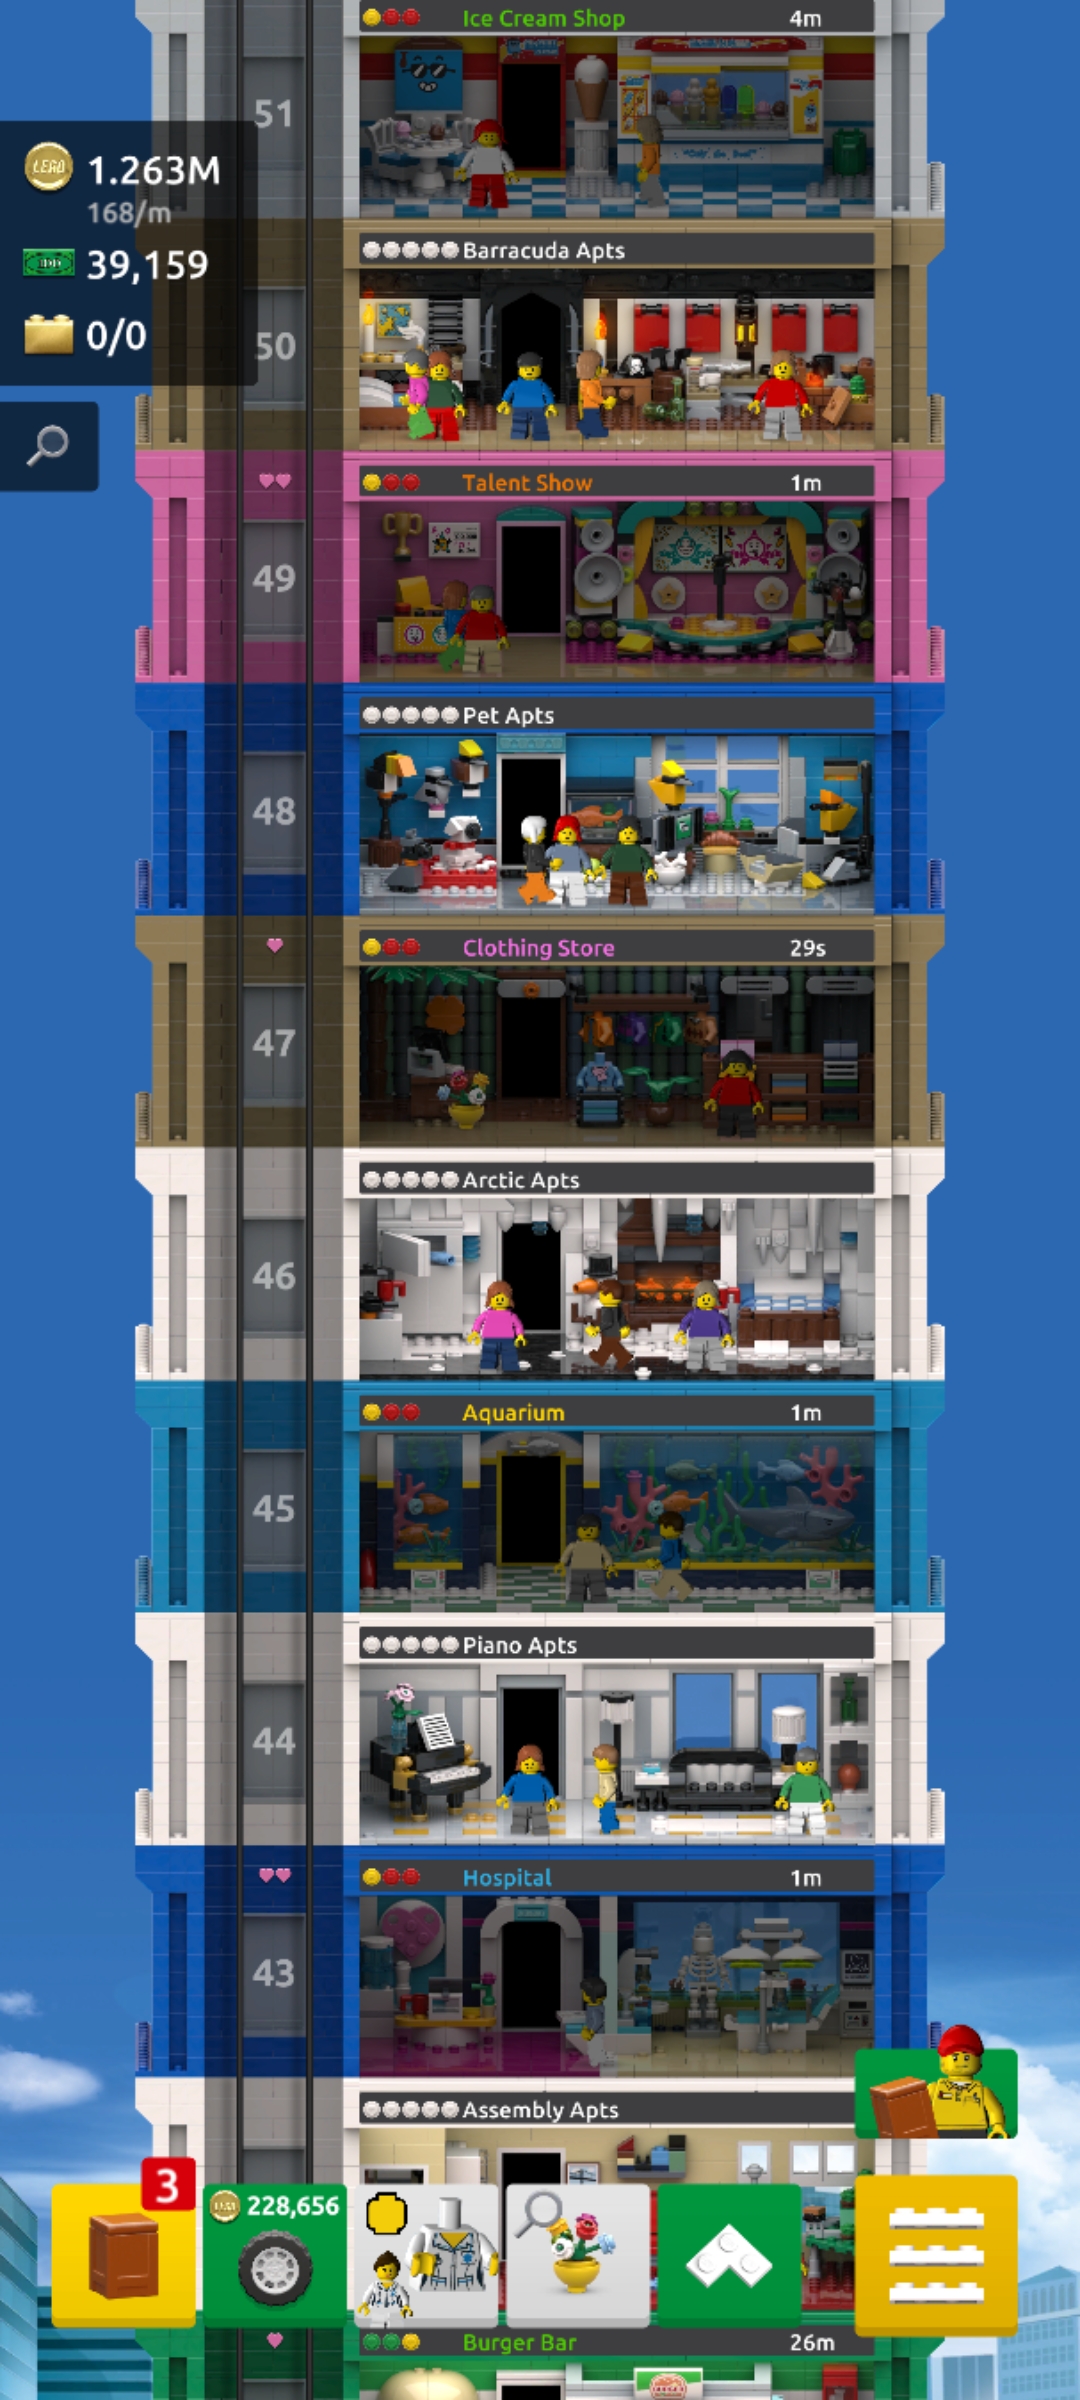 Ice Cream Shop 4m
51
1.263M
168/m
39,159
0/0
Barracuda Apts
50
Talent Show 1m
49
Pet Apts
48
Clothing Store 29s
47
Arctic Apts
46
Aquarium 1m
45
Piano Apts
44
Hospital 1m
43
Assembly Apts
3
228,656
Burger Bar 26m